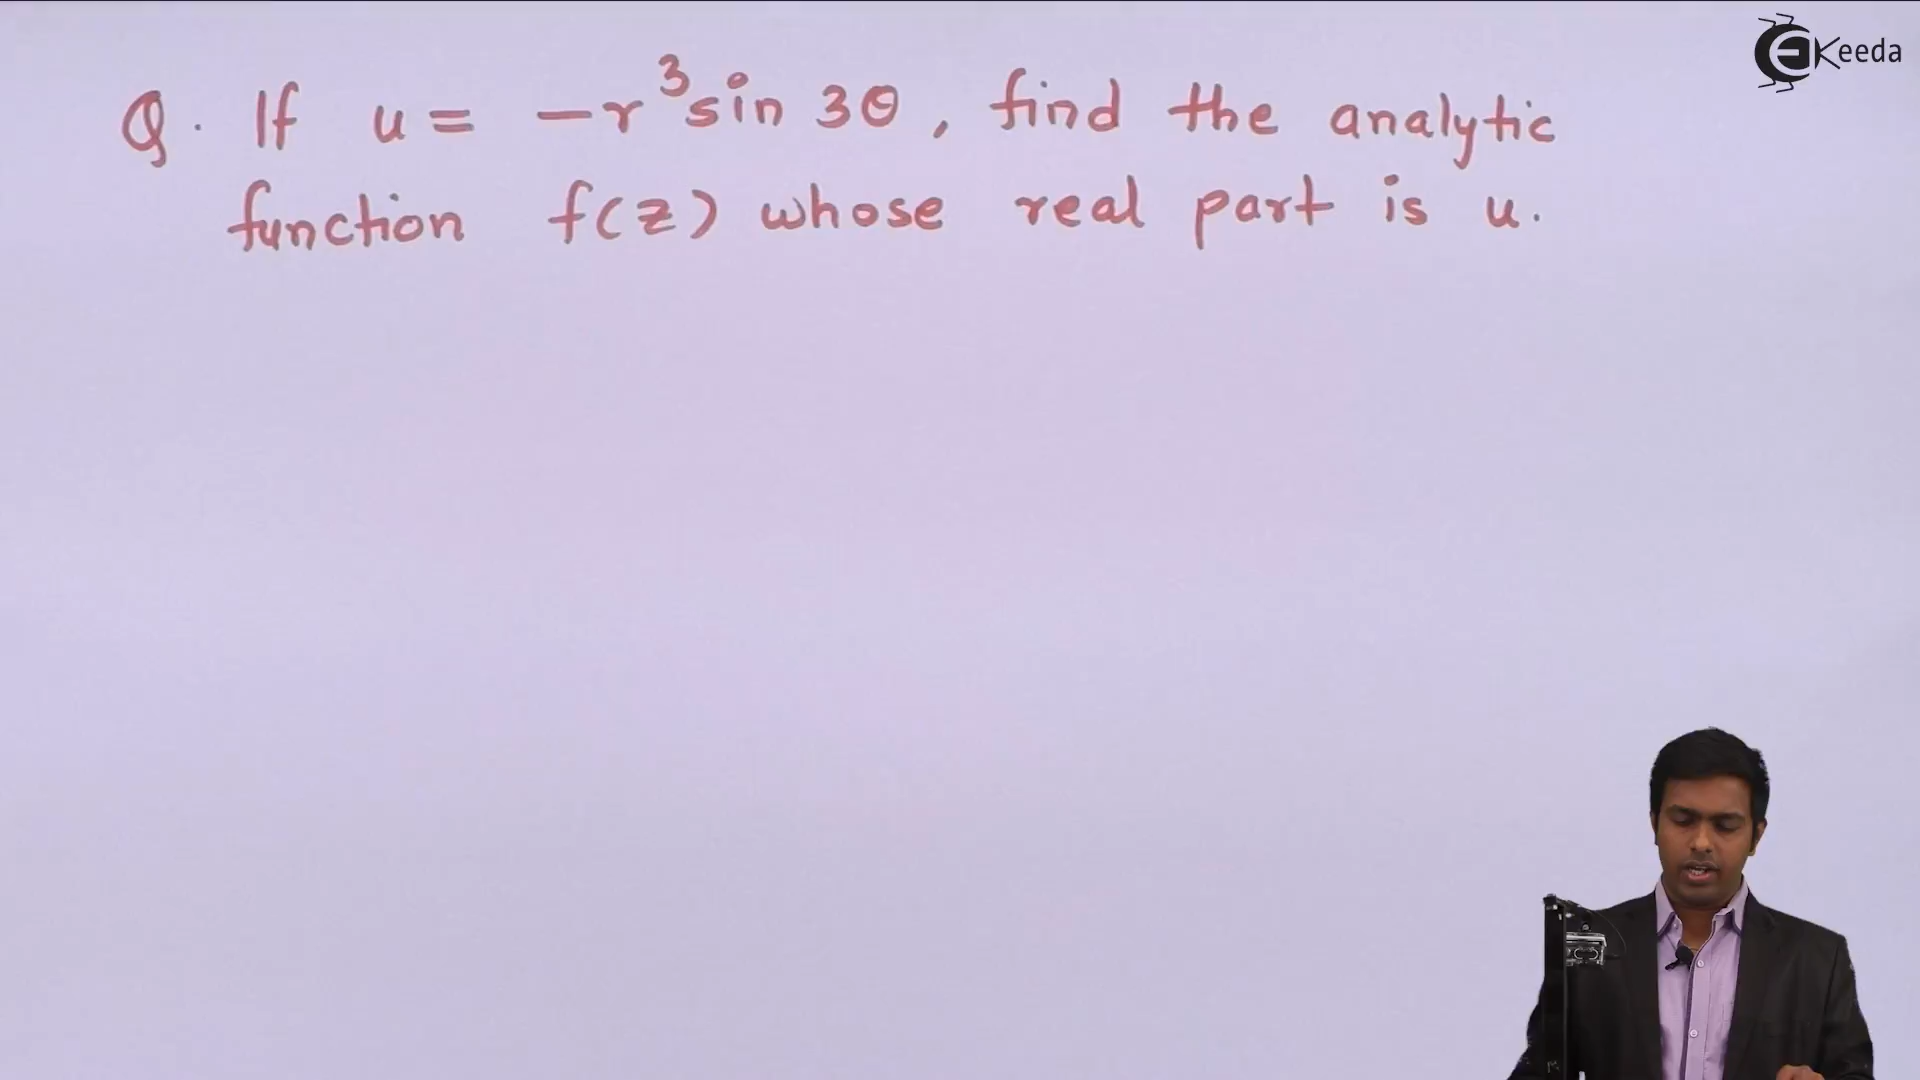 Q. If u = -r³sin 3θ, find the analytic
function f(z) whose real part is u.
eKeeda